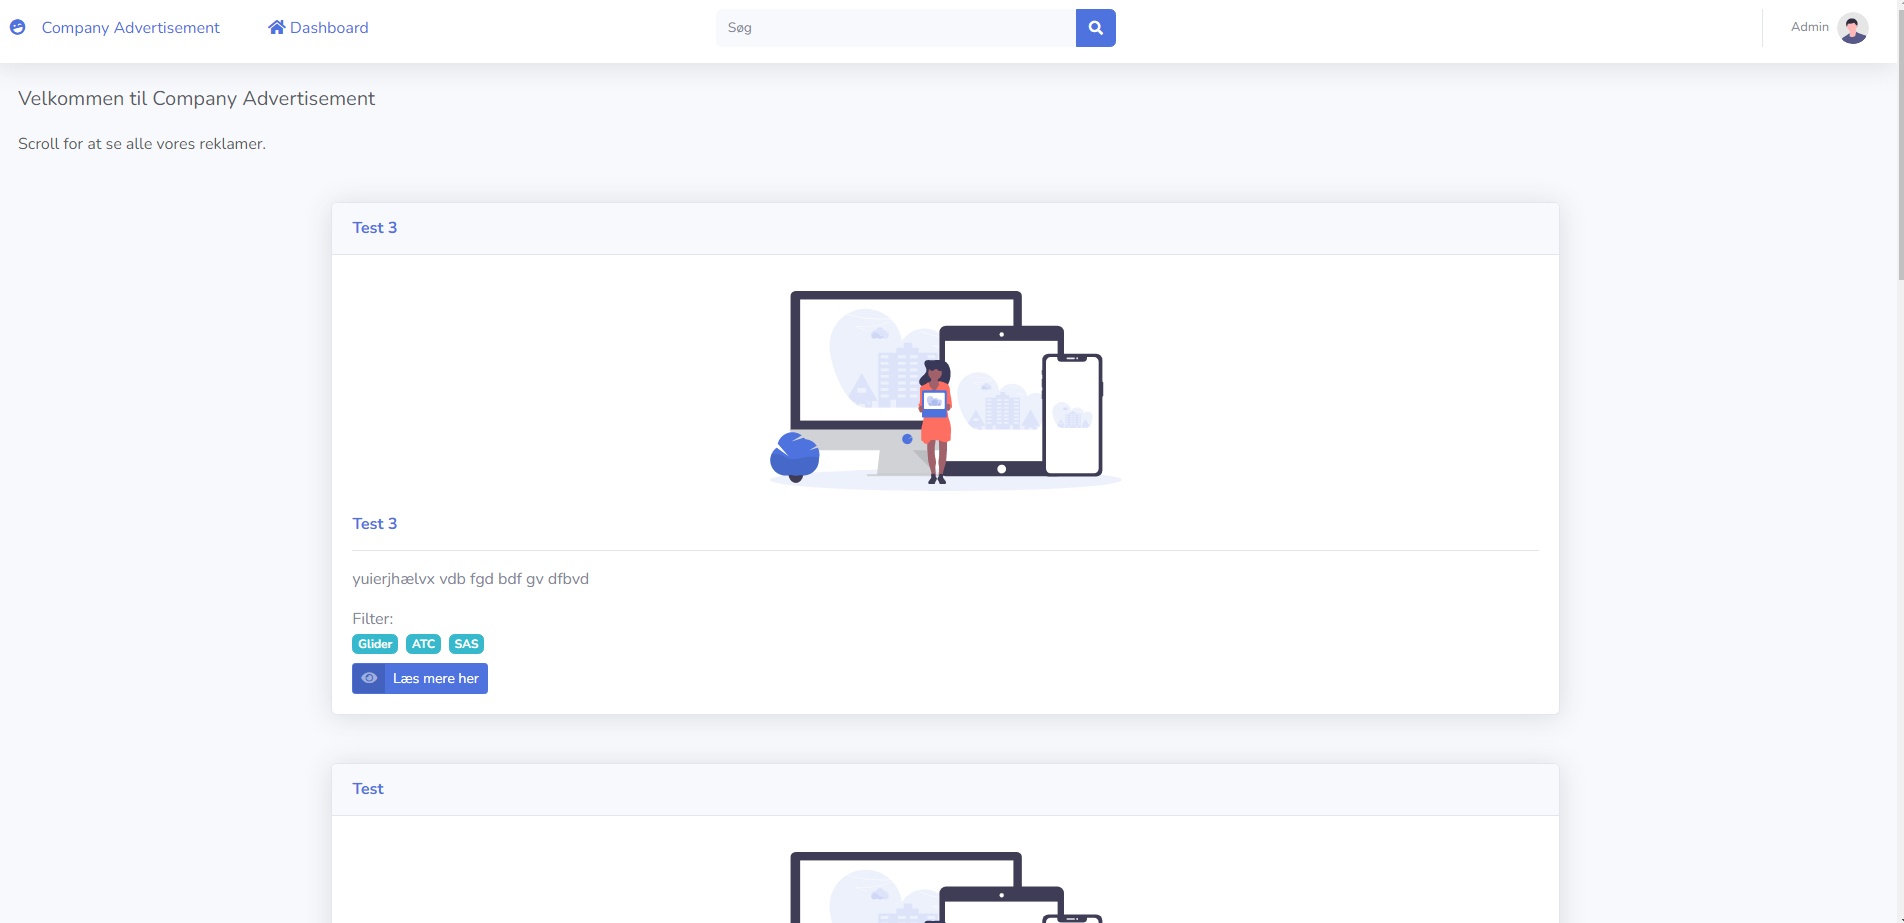 Company Advertisement
Dashboard
Søg
Admin
Velkommen til Company Advertisement
Scroll for at se alle vores reklamer.
Test 3
Test 3
yuierjhælvx vdb fgd bdf gv dfbvd
Filter:
Glider ATC SAS
Læs mere her
Test